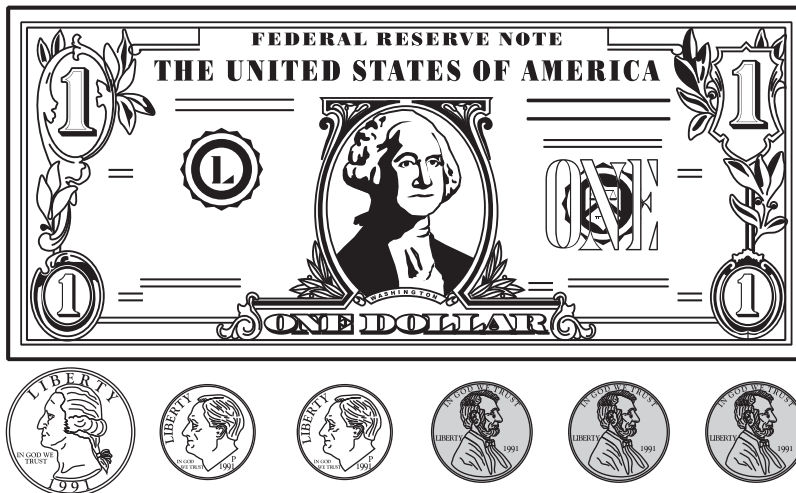 FEDERAL RESERVE NOTE
THE UNITED STATES OF AMERICA
1
1
L
ONE
WASHINGTON
1
1
ONE DOLLAR
LIBERTY
IN GOD WE
TRUST
1991
LIBERTY
IN GOD
WE TRUST
P
1991
LIBERTY
IN GOD
WE TRUST
P
1991
IN GOD WE TRUST
LIBERTY
1991
IN GOD WE TRUST
LIBERTY
1991
IN GOD WE TRUST
LIBERTY
1991